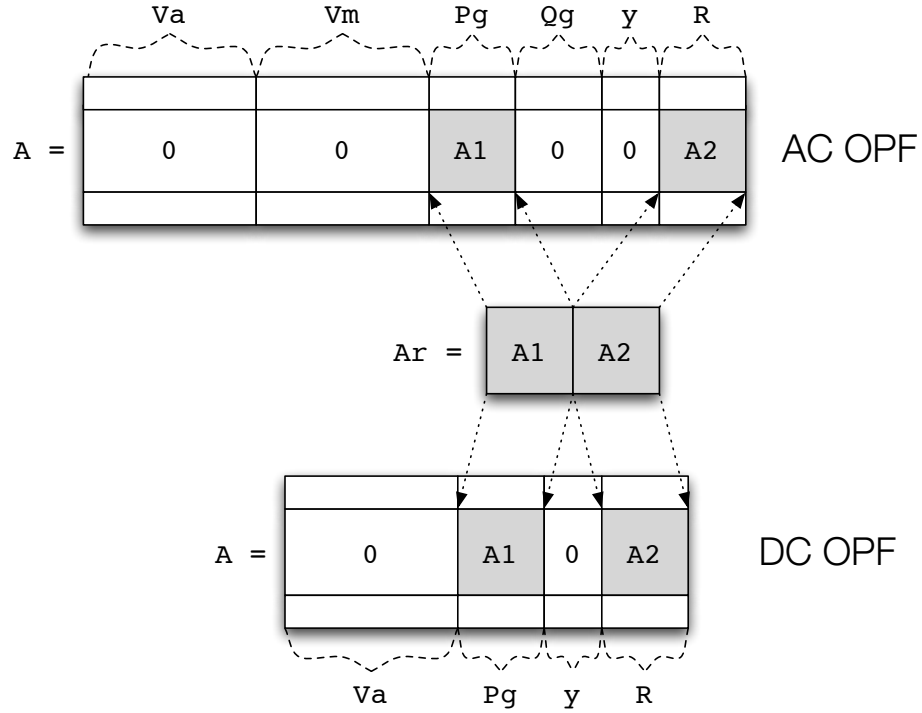 Va Vm Pg Qg y R
A = 0 0 A1 0 0 A2 AC OPF
Ar = A1 A2
A = 0 A1 0 A2 DC OPF
Va Pg y R